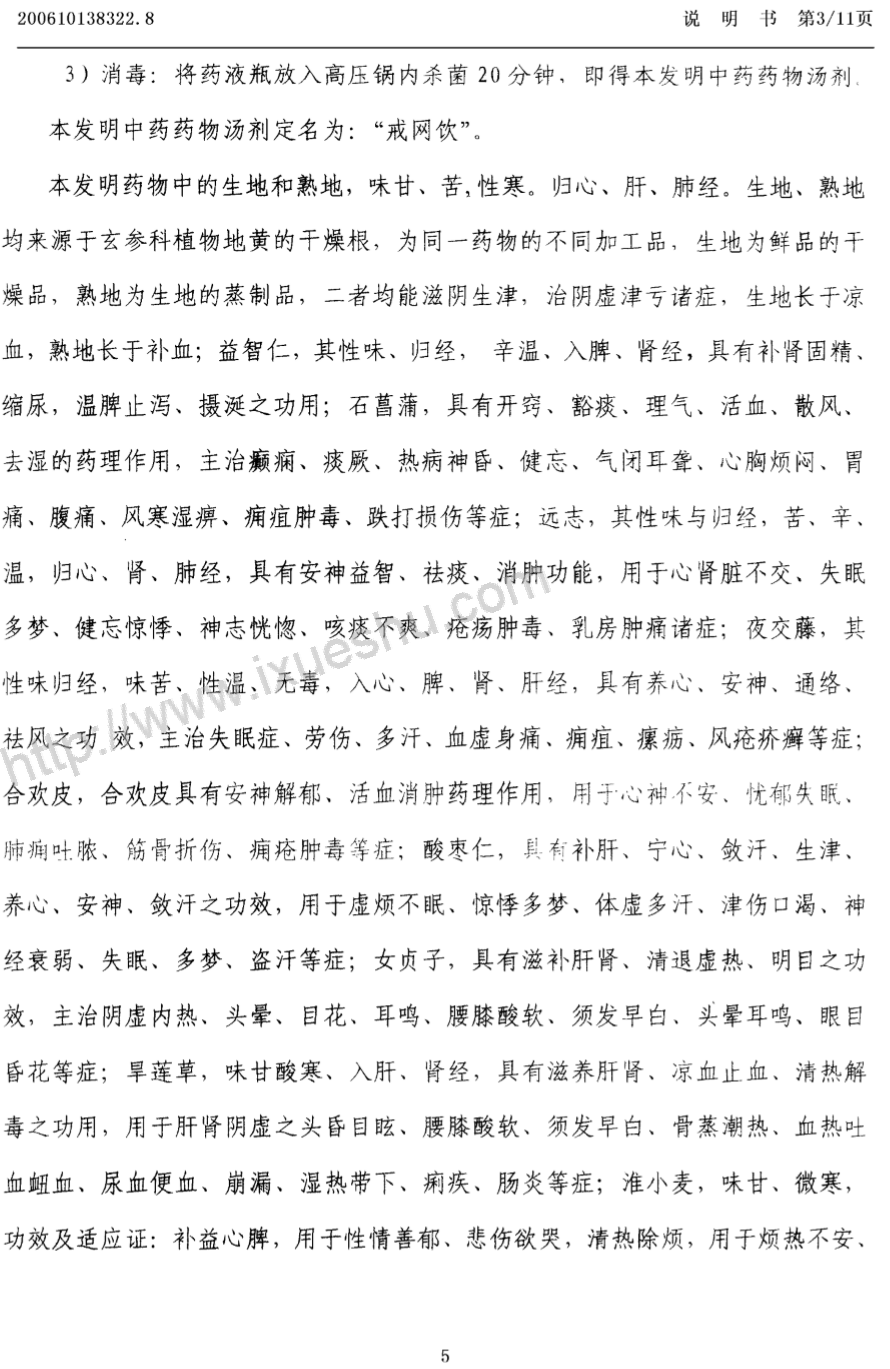 200610138322.8 说 明 书 第3/11页
3）消毒：将药液瓶放入高压锅内杀菌20分钟，即得本发明中药药物汤剂.
本发明中药药物汤剂定名为：“戒网饮”。
本发明药物中的生地和熟地，味甘、苦,性寒。归心、肝、肺经。生地、熟地
均来源于玄参科植物地黄的干燥根，为同一药物的不同加工品，生地为鲜品的干
燥品，熟地为生地的蒸制品，二者均能滋阴生津，治阴虚津亏诸症，生地长于凉
血，熟地长于补血；益智仁，其性味、归经， 辛温、入脾、肾经，具有补肾固精、
缩尿，温脾止泻、摄涎之功用；石菖蒲，具有开窍、豁痰、理气、活血、散风、
去湿的药理作用，主治癫痫、痰厥、热病神昏、健忘、气闭耳聋、心胸烦闷、胃
痛、腹痛、风寒湿痹、痈疽肿毒、跌打损伤等症；远志，其性味与归经，苦、辛、
温，归心、肾、肺经，具有安神益智、祛痰、消肿功能，用于心肾脏不交、失眠
多梦、健忘惊悸、神志恍惚、咳痰不爽、疮疡肿毒、乳房肿痛诸症；夜交藤，其
性味归经，味苦、性温、无毒，入心、脾、肾、肝经，具有养心、安神、通络、
祛风之功 效，主治失眠症、劳伤、多汗、血虚身痛、痈疽、瘰疬、风疮疥癣等症；
合欢皮，合欢皮具有安神解郁、活血消肿药理作用，用于心神不安、忧郁失眠、
肺痈吐脓、筋骨折伤、痈疮肿毒等症；酸枣仁，具有补肝、宁心、敛汗、生津、
养心、安神、敛汗之功效，用于虚烦不眠、惊悸多梦、体虚多汗、津伤口渴、神
经衰弱、失眠、多梦、盗汗等症；女贞子，具有滋补肝肾、清退虚热、明目之功
效，主治阴虚内热、头晕、目花、耳鸣、腰膝酸软、须发早白、头晕耳鸣、眼目
昏花等症；旱莲草，味甘酸寒、入肝、肾经，具有滋养肝肾、凉血止血、清热解
毒之功用，用于肝肾阴虚之头昏目眩、腰膝酸软、须发早白、骨蒸潮热、血热吐
血衄血、尿血便血、崩漏、湿热带下、痢疾、肠炎等症；淮小麦，味甘、微寒，
功效及适应证：补益心脾，用于性情善郁、悲伤欲哭，清热除烦，用于烦热不安、
http://www.ixueshu.com
5